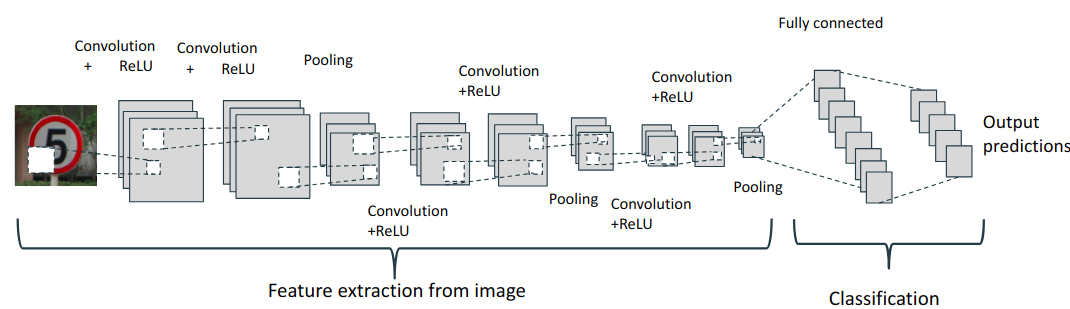 Fully connected
Convolution
+ ReLU
Convolution
+ ReLU
Pooling
Convolution
+ReLU
Convolution
+ReLU
5
Output
predictions
Pooling
Pooling
Convolution
+ReLU
Convolution
+ReLU
Feature extraction from image
Classification